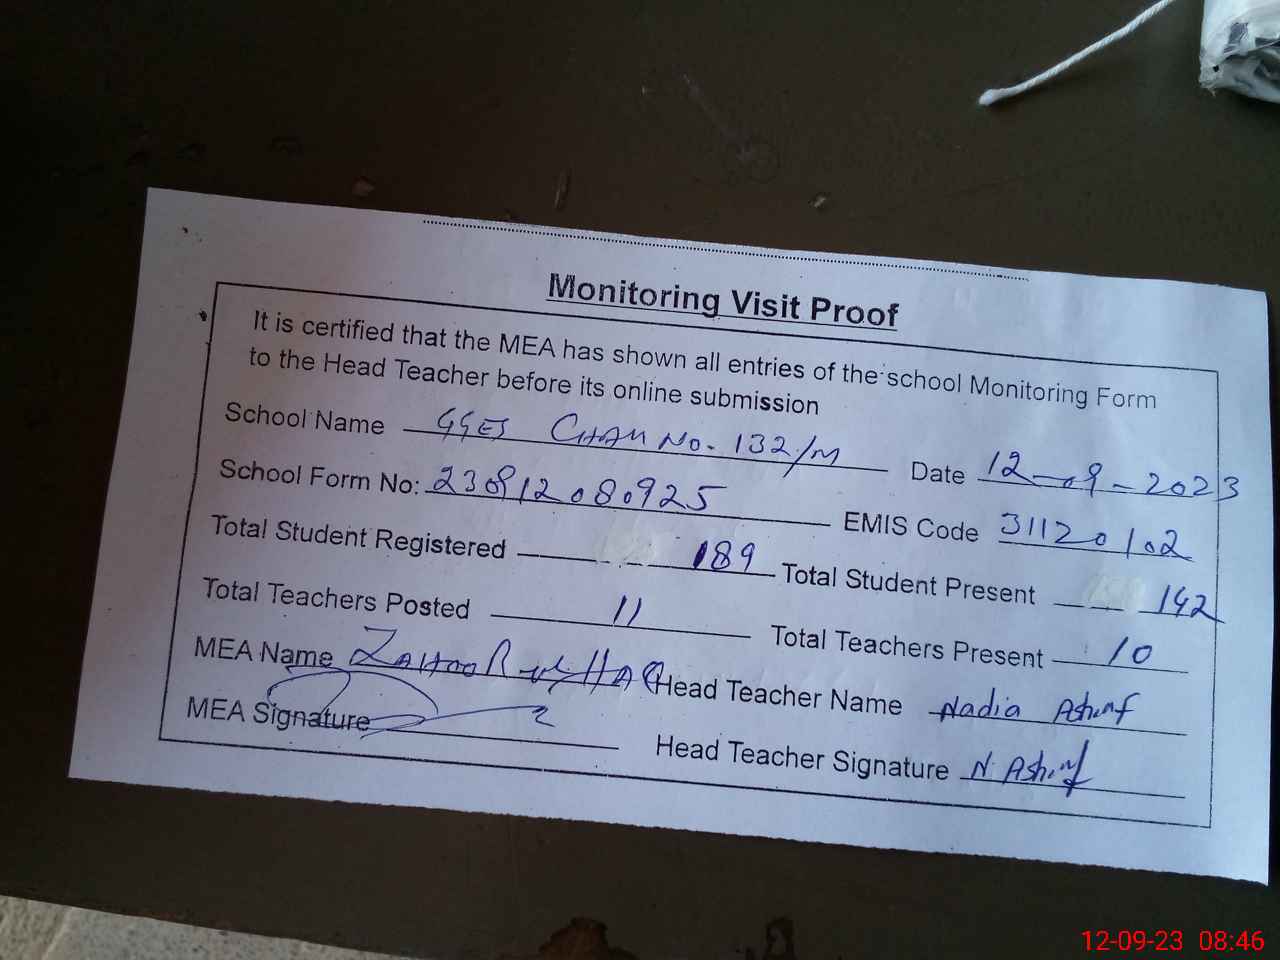 Monitoring Visit Proof
It is certified that the MEA has shown all entries of the school Monitoring Form
to the Head Teacher before its online submission
School Name GGES CHAK No. 132/M Date 12-09-2023
School Form No: 230912080925 EMIS Code 31120102
Total Student Registered 189 Total Student Present 142
Total Teachers Posted 11 Total Teachers Present 10
MEA Name ZAHOOR HAQ Head Teacher Name Nadia Ashraf
MEA Signature Head Teacher Signature N. Ashraf
12-09-23 08:46